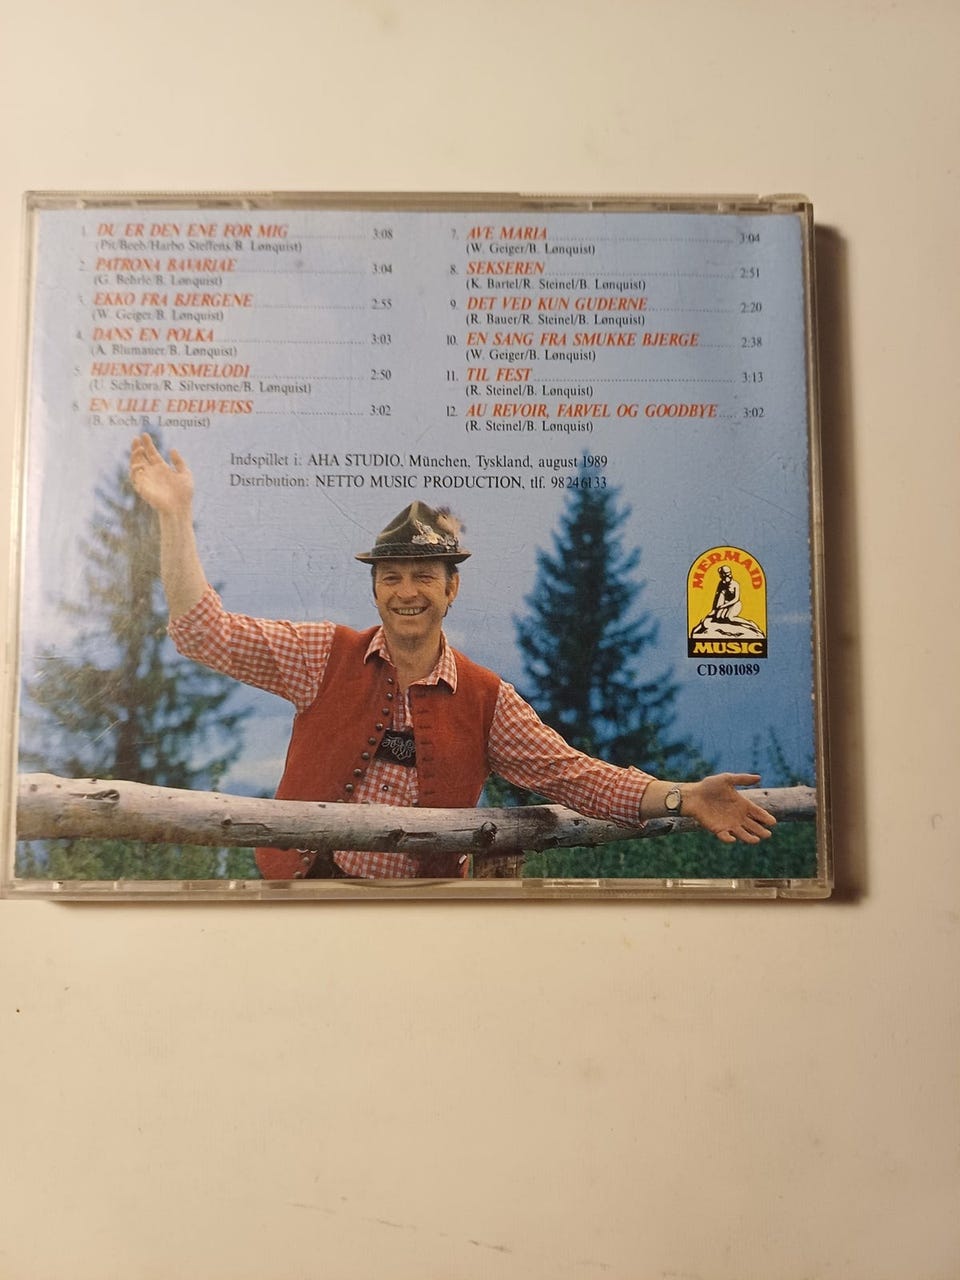 1. DU ER DEN ENE FOR MIG 3:08
(Pit/Beeb/Harbo Steffens/B. Lønquist)
2. PATRONA BAVARIAE 3:04
(G. Behrle/B. Lønquist)
3. EKKO FRA BJERGENE 2:55
(W. Geiger/B. Lønquist)
4. DANS EN POLKA 3:03
(A. Blumauer/B. Lønquist)
5. HJEMSTAVNSMELODI 2:50
(U. Schikora/R. Silverstone/B. Lønquist)
6. EN LILLE EDELWEISS 3:02
(B. Koch/B. Lønquist)
7. AVE MARIA 3:04
(W. Geiger/B. Lønquist)
8. SEKSEREN 2:51
(K. Bartel/R. Steinel/B. Lønquist)
9. DET VED KUN GUDERNE 2:20
(R. Bauer/R. Steinel/B. Lønquist)
10. EN SANG FRA SMUKKE BJERGE 2:38
(W. Geiger/B. Lønquist)
11. TIL FEST 3:13
(R. Steinel/B. Lønquist)
12. AU REVOIR, FARVEL OG GOODBYE 3:02
(R. Steinel/B. Lønquist)
Indspillet i: AHA STUDIO, München, Tyskland, august 1989
Distribution: NETTO MUSIC PRODUCTION, tlf. 98 24 61 33
MERMAID
MUSIC
CD 801089